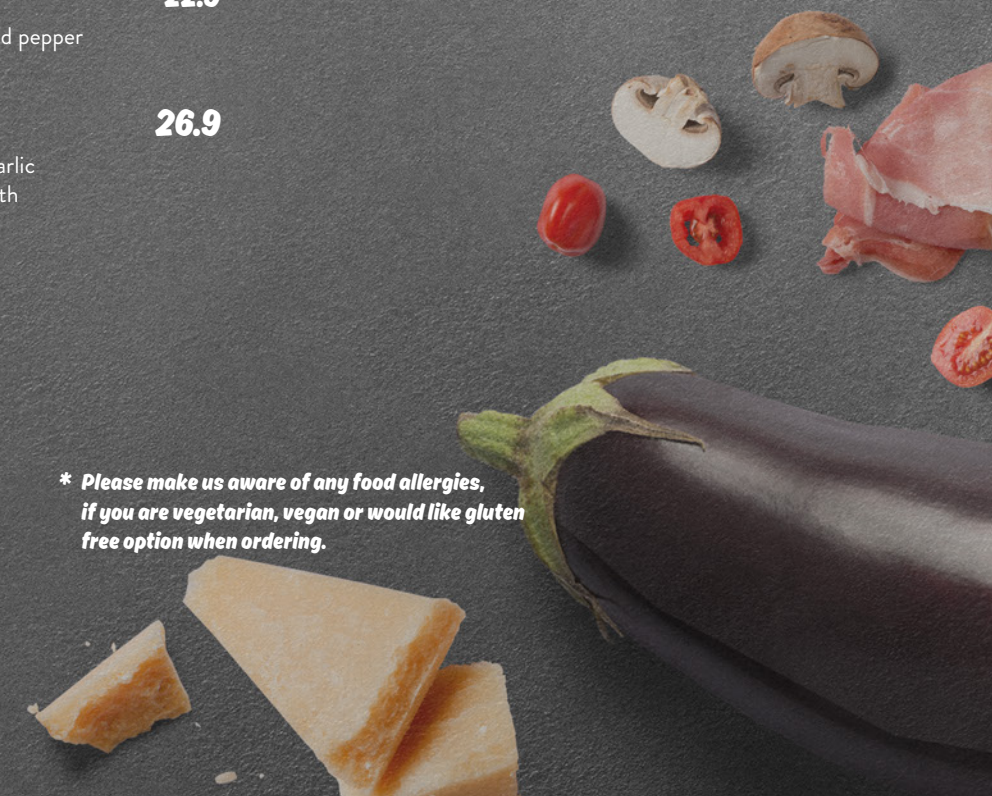 d pepper
26.9
arlic
th
* Please make us aware of any food allergies,
if you are vegetarian, vegan or would like gluten
free option when ordering.